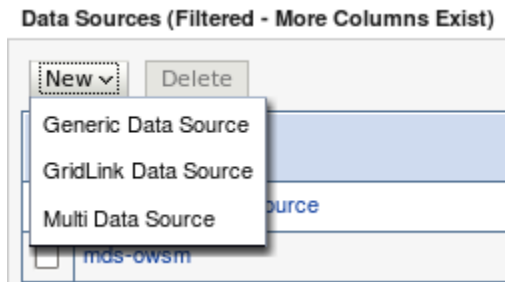 Data Sources (Filtered - More Columns Exist)
New Delete
Generic Data Source
GridLink Data Source
Multi Data Source
mds-owsm